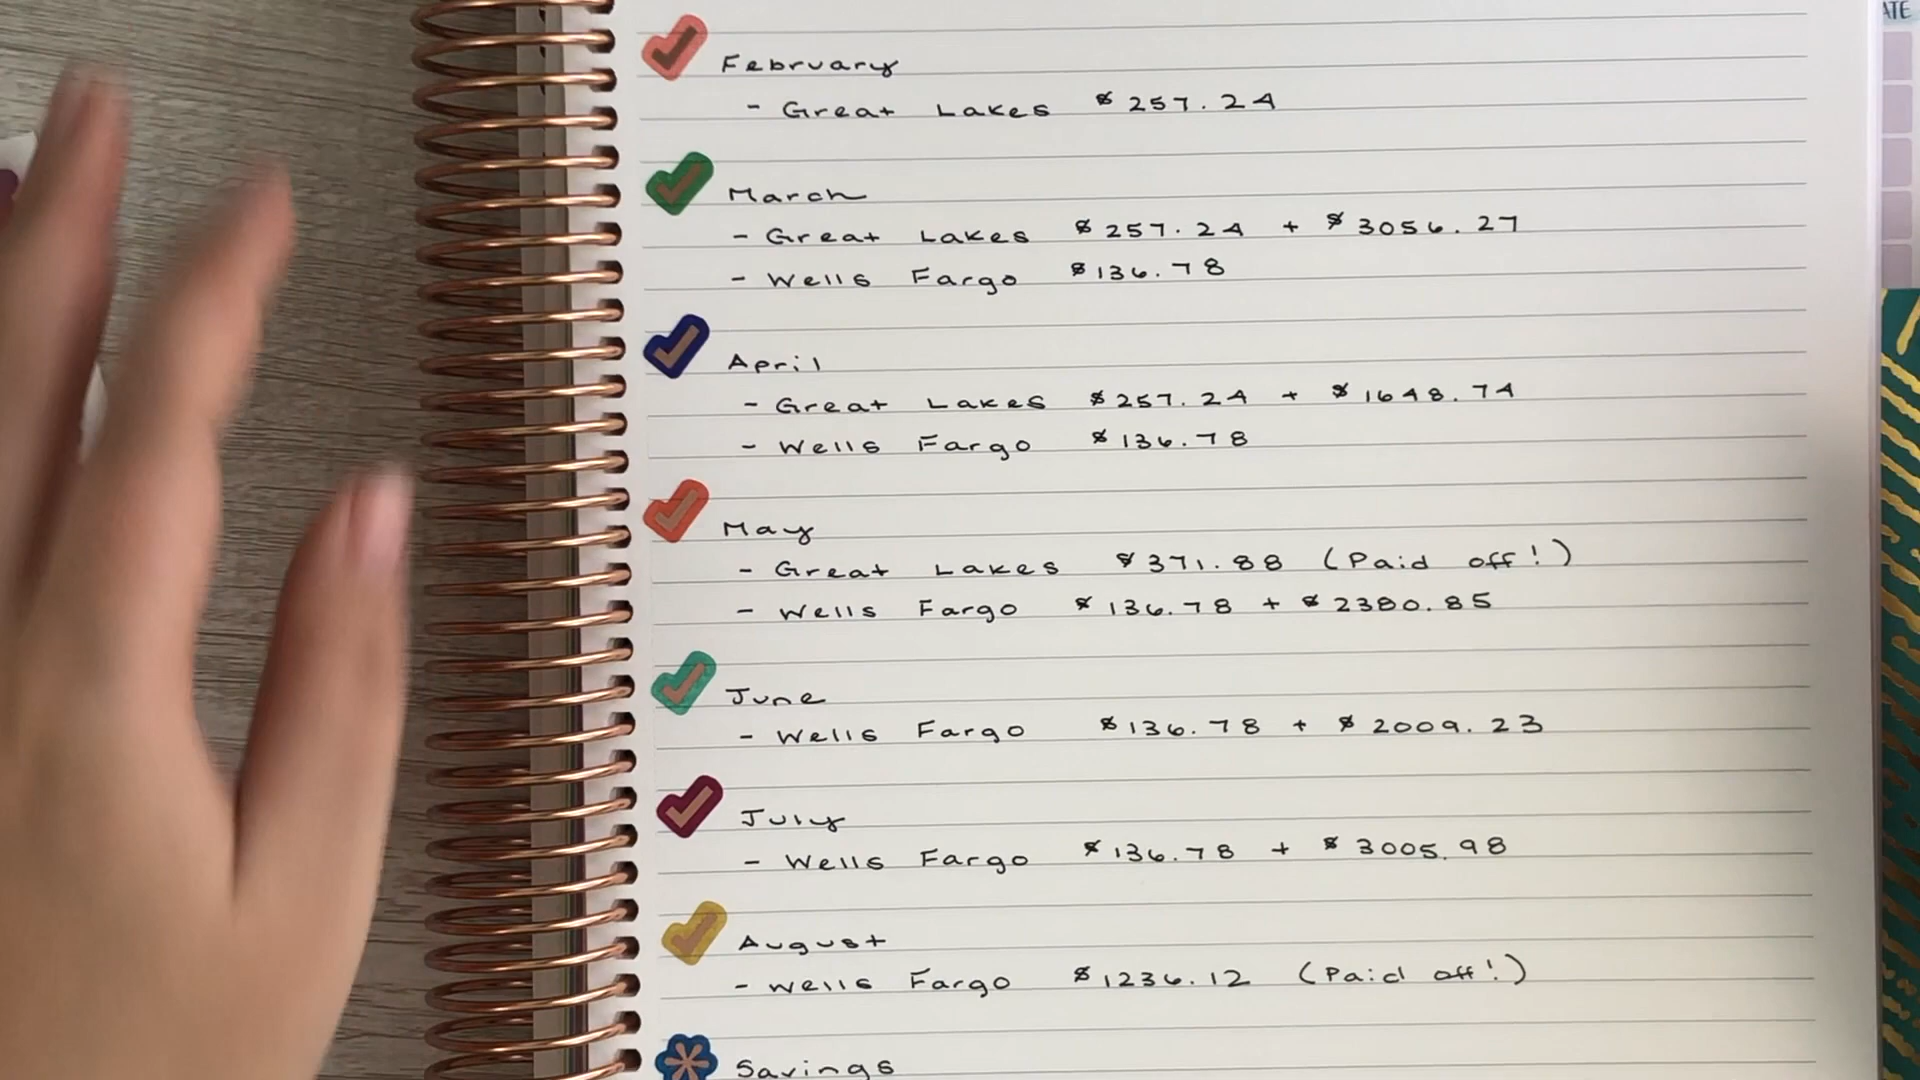 ATE
February
- Great Lakes $257.24
March
- Great Lakes $257.24 + $3056.27
- Wells Fargo $136.78
April
- Great Lakes $257.24 + $1648.74
- Wells Fargo $136.78
May
- Great Lakes $371.88 (Paid off!)
- Wells Fargo $136.78 + $2380.85
June
- Wells Fargo $136.78 + $2009.23
July
- Wells Fargo $136.78 + $3005.98
August
- Wells Fargo $1236.12 (Paid off!)
Savings